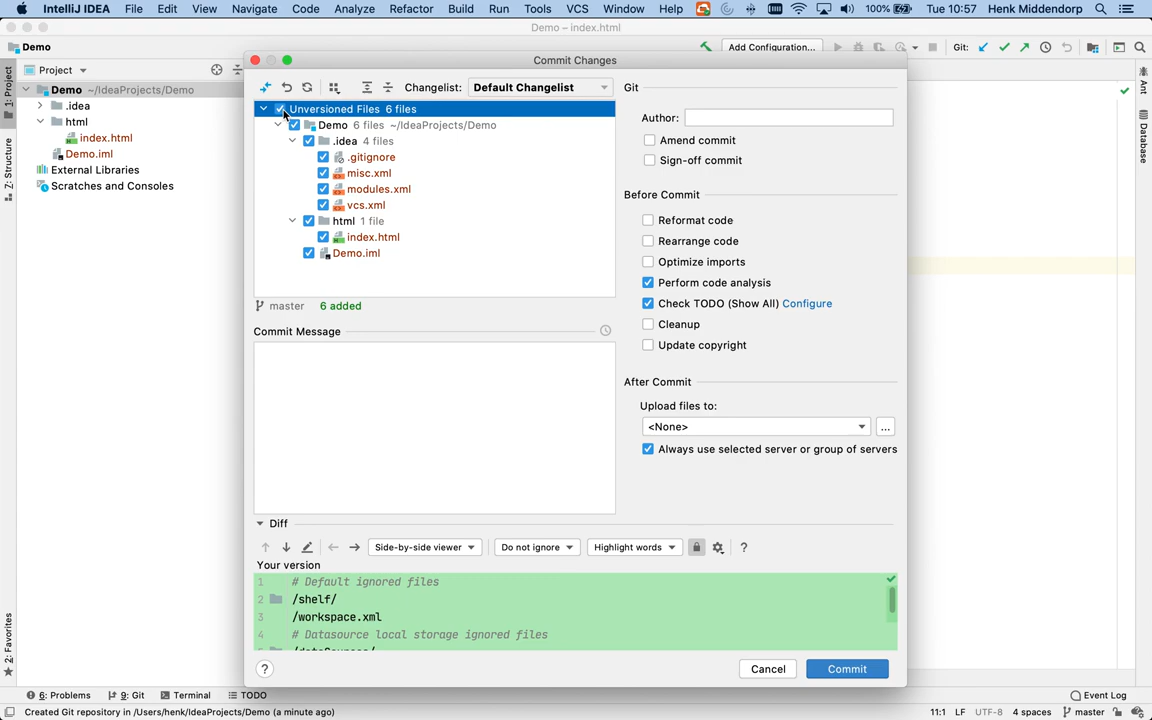 IntelliJ IDEA File Edit View Navigate Code Analyze Refactor Build Run Tools VCS Window Help 100% Tue 10:57 Henk Middendorp
Demo – index.html
Demo
Add Configuration...
Git:
Commit Changes
1: Project
Project
Demo ~/IdeaProjects/Demo
.idea
html
index.html
Demo.iml
External Libraries
Scratches and Consoles
Z: Structure
2: Favorites
Changelist: Default Changelist
Unversioned Files 6 files
Demo 6 files ~/IdeaProjects/Demo
.idea 4 files
.gitignore
misc.xml
modules.xml
vcs.xml
html 1 file
index.html
Demo.iml
master 6 added
Commit Message
Git
Author:
Amend commit
Sign-off commit
Before Commit
Reformat code
Rearrange code
Optimize imports
Perform code analysis
Check TODO (Show All) Configure
Cleanup
Update copyright
After Commit
Upload files to:
<None>
...
Always use selected server or group of servers
Diff
Side-by-side viewer Do not ignore Highlight words ?
Your version
1 # Default ignored files
2 /shelf/
3 /workspace.xml
4 # Datasource local storage ignored files
? Cancel Commit
Ant
Database
6: Problems 9: Git Terminal TODO Event Log
Created Git repository in /Users/henk/IdeaProjects/Demo (a minute ago) 11:1 LF UTF-8 4 spaces master